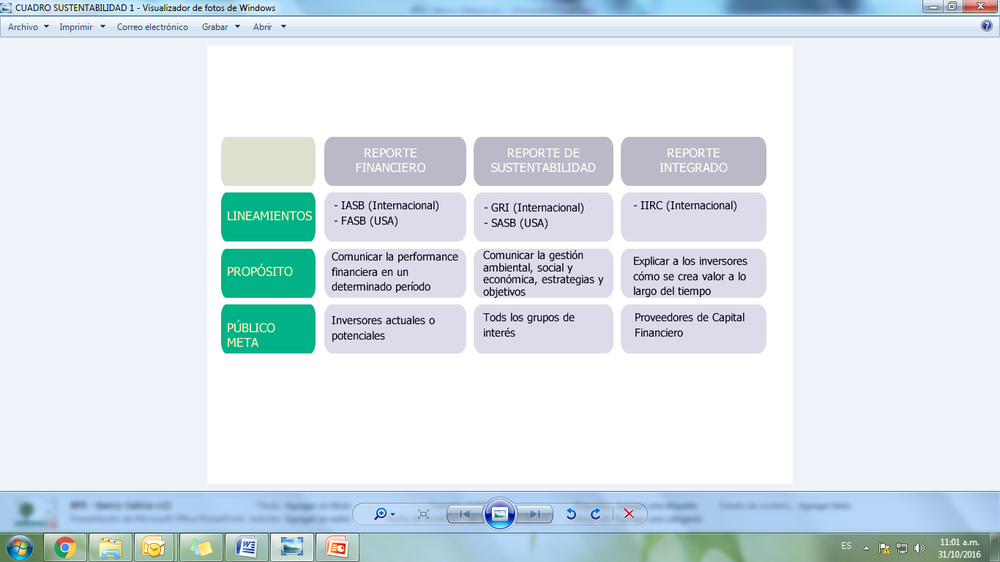 CUADRO SUSTENTABILIDAD 1 - Visualizador de fotos de Windows
Archivo Imprimir Correo electrónico Grabar Abrir
REPORTE
FINANCIERO
REPORTE DE
SUSTENTABILIDAD
REPORTE
INTEGRADO
LINEAMIENTOS
- IASB (Internacional)
- FASB (USA)
- GRI (Internacional)
- SASB (USA)
- IIRC (Internacional)
PROPÓSITO
Comunicar la performance
financiera en un
determinado período
Comunicar la gestión
ambiental, social y
económica, estrategias y
objetivos
Explicar a los inversores
cómo se crea valor a lo
largo del tiempo
PÚBLICO
META
Inversores actuales o
potenciales
Tods los grupos de
interés
Proveedores de Capital
Financiero
ES
11:01 a.m.
31/10/2016